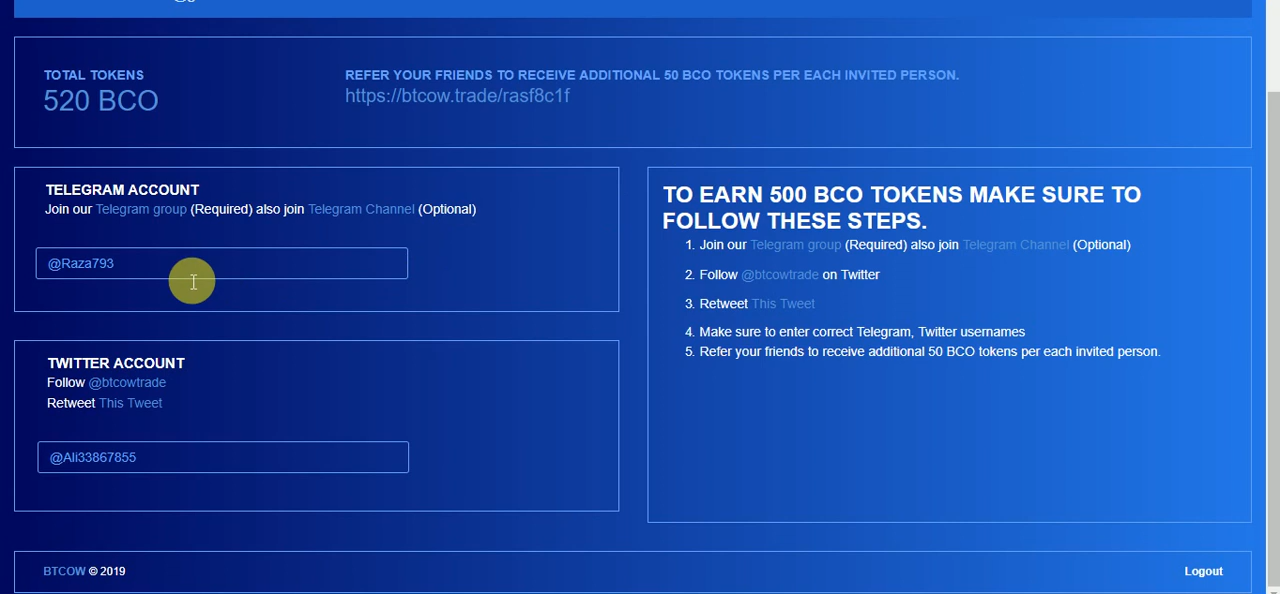 TOTAL TOKENS
520 BCO
REFER YOUR FRIENDS TO RECEIVE ADDITIONAL 50 BCO TOKENS PER EACH INVITED PERSON.
https://btcow.trade/rasf8c1f
TELEGRAM ACCOUNT
Join our Telegram group (Required) also join Telegram Channel (Optional)
@Raza793
TWITTER ACCOUNT
Follow @btcowtrade
Retweet This Tweet
@Ali33867855
TO EARN 500 BCO TOKENS MAKE SURE TO
FOLLOW THESE STEPS.
1. Join our Telegram group (Required) also join Telegram Channel (Optional)
2. Follow @btcowtrade on Twitter
3. Retweet This Tweet
4. Make sure to enter correct Telegram, Twitter usernames
5. Refer your friends to receive additional 50 BCO tokens per each invited person.
BTCOW © 2019
Logout